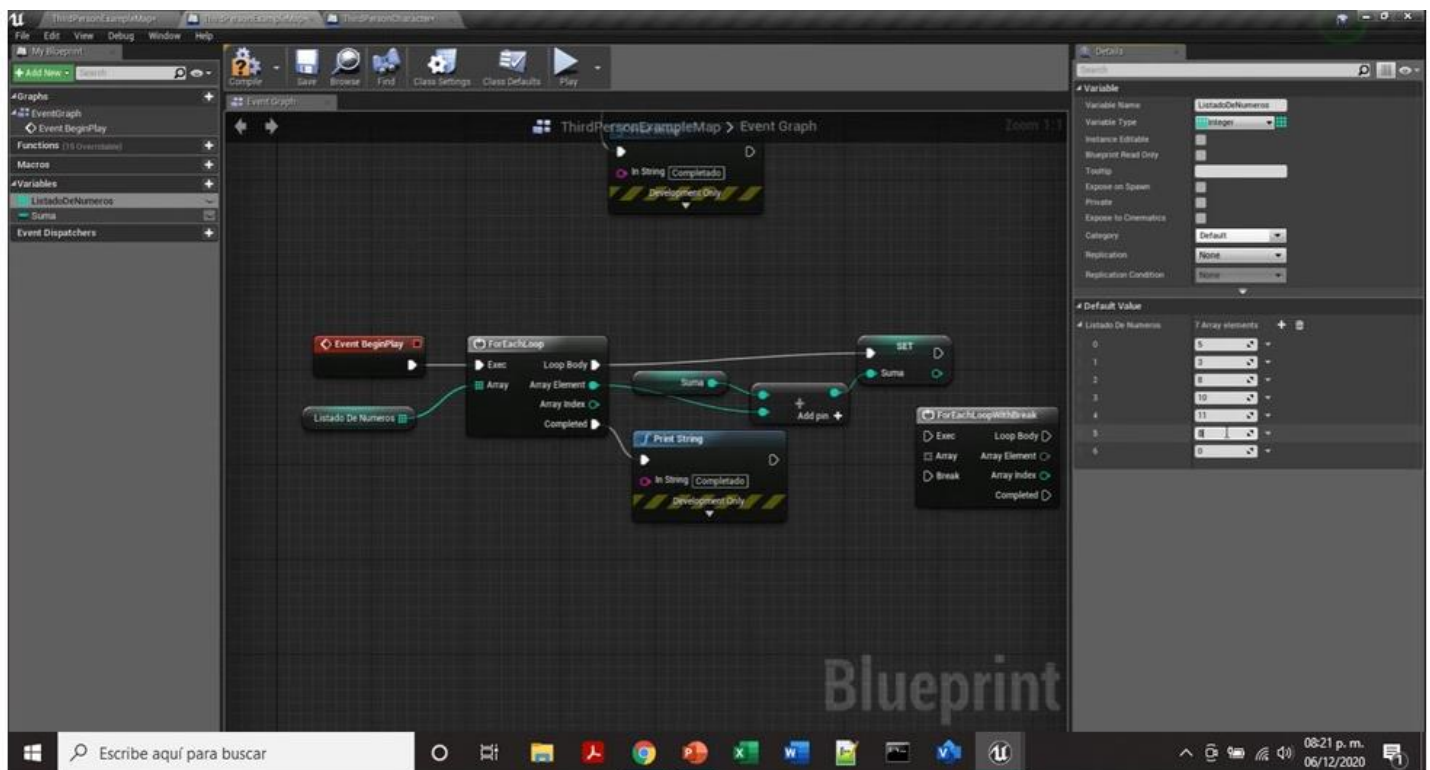 ThirdPersonExampleMap•
ThirdPersonExampleMap•
ThirdPersonCharacter•
File Edit View Debug Window Help
My Blueprint
+ Add New
Search
Graphs
EventGraph
Event BeginPlay
Functions (15 Overridable)
Macros
Variables
ListadoDeNumeros
Suma
Event Dispatchers
Compile
Save
Browse
Find
Class Settings
Class Defaults
Play
Event Graph
ThirdPersonExampleMap > Event Graph
Zoom 1:1
In String Completado
Development Only
Event BeginPlay
Listado De Numeros
ForEachLoop
Exec Loop Body
Array Array Element
Array Index
Completed
Suma
+
Add pin +
SET
Suma
Print String
In String Completado
Development Only
ForEachLoopWithBreak
Exec Loop Body
Array Array Element
Break Array Index
Completed
Blueprint
Details
Search
Variable
Variable Name ListadoDeNumeros
Variable Type Integer
Instance Editable
Blueprint Read Only
Tooltip
Expose on Spawn
Private
Expose to Cinematics
Category Default
Replication None
Replication Condition None
Default Value
Listado De Numeros 7 Array elements
0 5
1 3
2 8
3 10
4 11
5
6 0
Escribe aquí para buscar
08:21 p. m.
06/12/2020